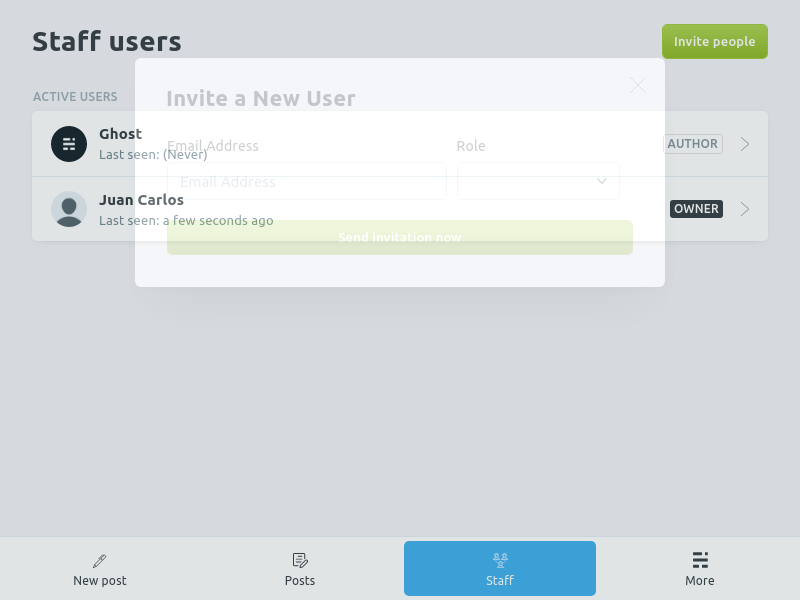 Staff users
Invite people
Invite a New User
ACTIVE USERS
Ghost
Last seen: (Never)
AUTHOR
Email Address
Role
Email Address
Juan Carlos
Last seen: a few seconds ago
OWNER
Send invitation now
New post
Posts
Staff
More